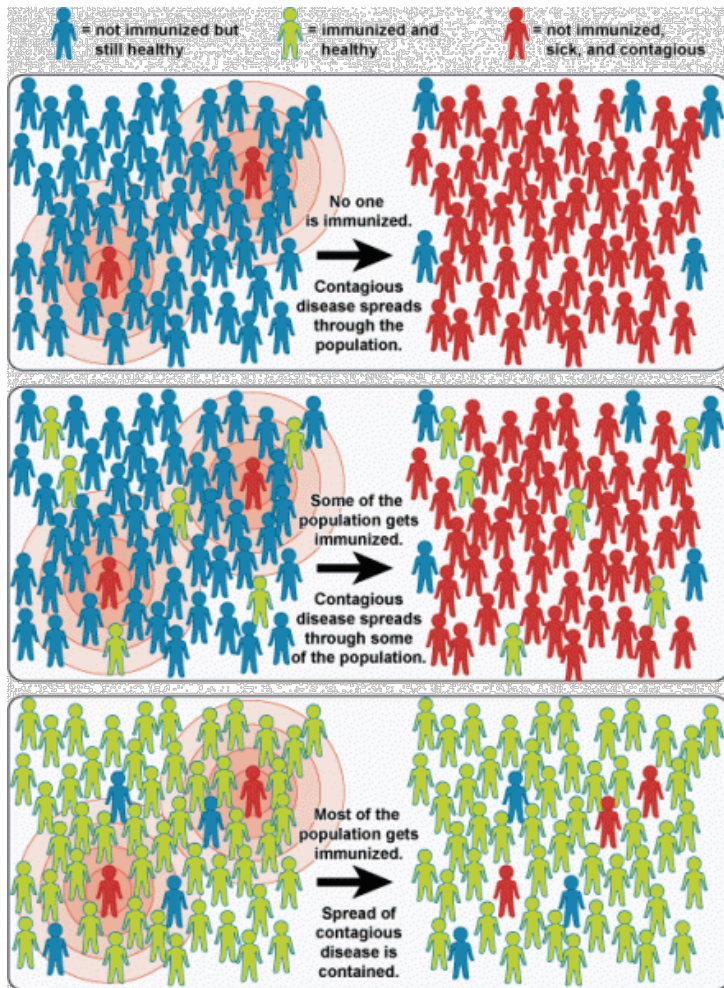 = not immunized but
still healthy
= immunized and
healthy
= not immunized,
sick, and contagious
No one
is immunized.
Contagious
disease spreads
through the
population.
Some of the
population gets
immunized.
Contagious
disease spreads
through some
of the population.
Most of the
population gets
immunized.
Spread of
contagious
disease is
contained.